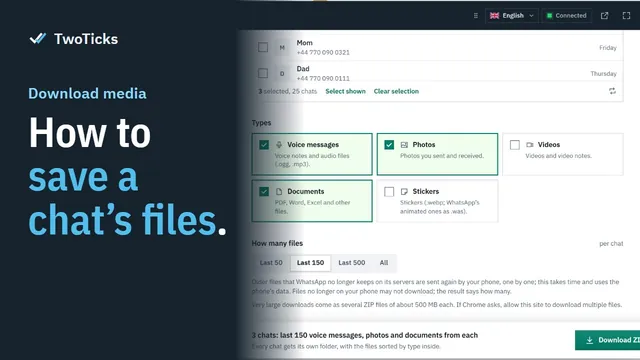 TwoTicks
Download media
How to
save a
chat's files.
English
Connected
M Mom Friday
+44 770 090 0321
D Dad Thursday
+44 770 090 0111
3 selected, 25 chats Select shown Clear selection
Types
Voice messages
Voice notes and audio files
(.ogg, .mp3).
Photos
Photos you sent and received.
Videos
Videos and video notes.
Documents
PDF, Word, Excel and other
files.
Stickers
Stickers (.webp; WhatsApp's
animated ones as .was).
How many files per chat
Last 50 Last 150 Last 500 All
Older files that WhatsApp no longer keeps on its servers are sent again by your phone, one by one; this takes time and uses the
phone's data. Files no longer on your phone may not download; the result says how many.
Very large downloads come as several ZIP files of about 500 MB each. If Chrome asks, allow this site to download multiple files.
3 chats: last 150 voice messages, photos and documents from each
Every chat gets its own folder, with the files sorted by type inside.
Download ZI